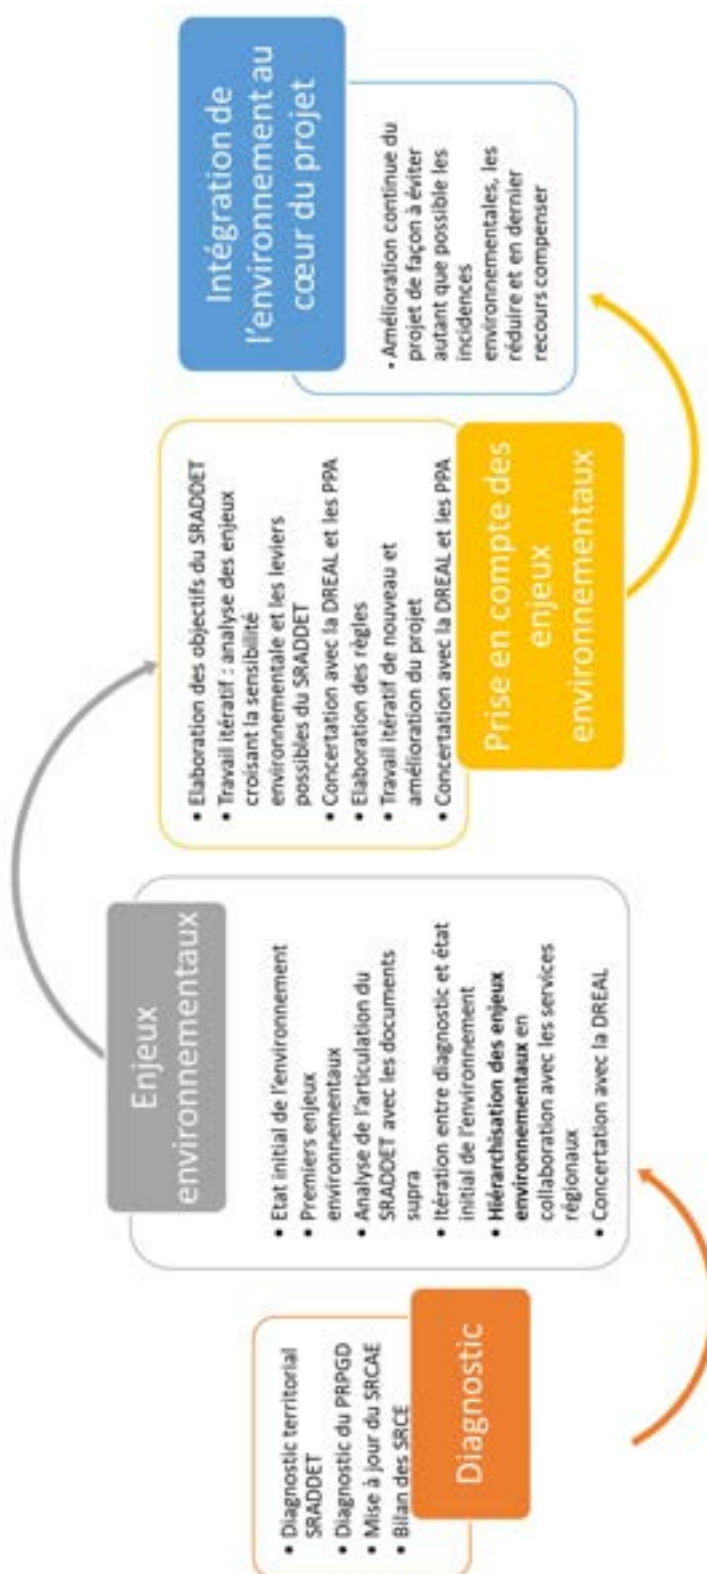 • Diagnostic territorial
SRADDET
• Diagnostic du PRPGD
• Mise à jour du SRCAE
• Bilan des SRCE
Diagnostic
Enjeux
environnementaux
• Etat initial de l'environnement
• Premiers enjeux
environnementaux
• Analyse de l'articulation du
SRADDET avec les documents
supra
• Itération entre diagnostic et état
initial de l'environnement
• Hiérarchisation des enjeux
environnementaux en
collaboration avec les services
régionaux
• Concertation avec la DREAL
• Elaboration des objectifs du SRADDET
• Travail itératif : analyse des enjeux
croisant la sensibilité
environnementale et les leviers
possibles du SRADDET
• Concertation avec la DREAL et les PPA
• Elaboration des règles
• Travail itératif de nouveau et
amélioration du projet
• Concertation avec la DREAL et les PPA
Prise en compte des
enjeux
environnementaux
Intégration de
l'environnement au
cœur du projet
• Amélioration continue du
projet de façon à éviter
autant que possible les
incidences
environnementales, les
réduire et en dernier
recours compenser